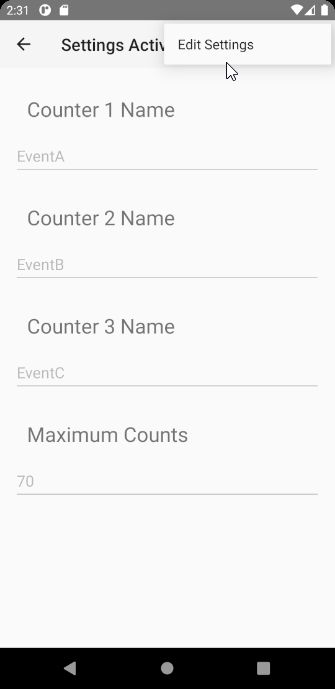 2:31
Settings Activ
Edit Settings
Counter 1 Name
EventA
Counter 2 Name
EventB
Counter 3 Name
EventC
Maximum Counts
70